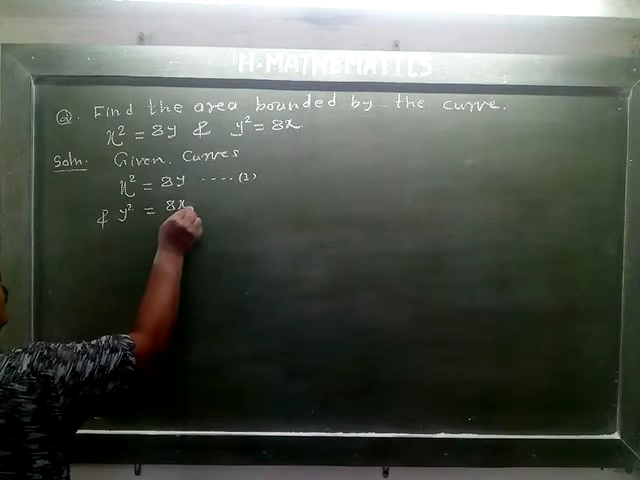 H-MATHEMATICS
Q. Find the area bounded by the curve.
x² = 8y & y² = 8x.
Soln. Given Curves
x² = 8y ----(1)
& y² = 8x